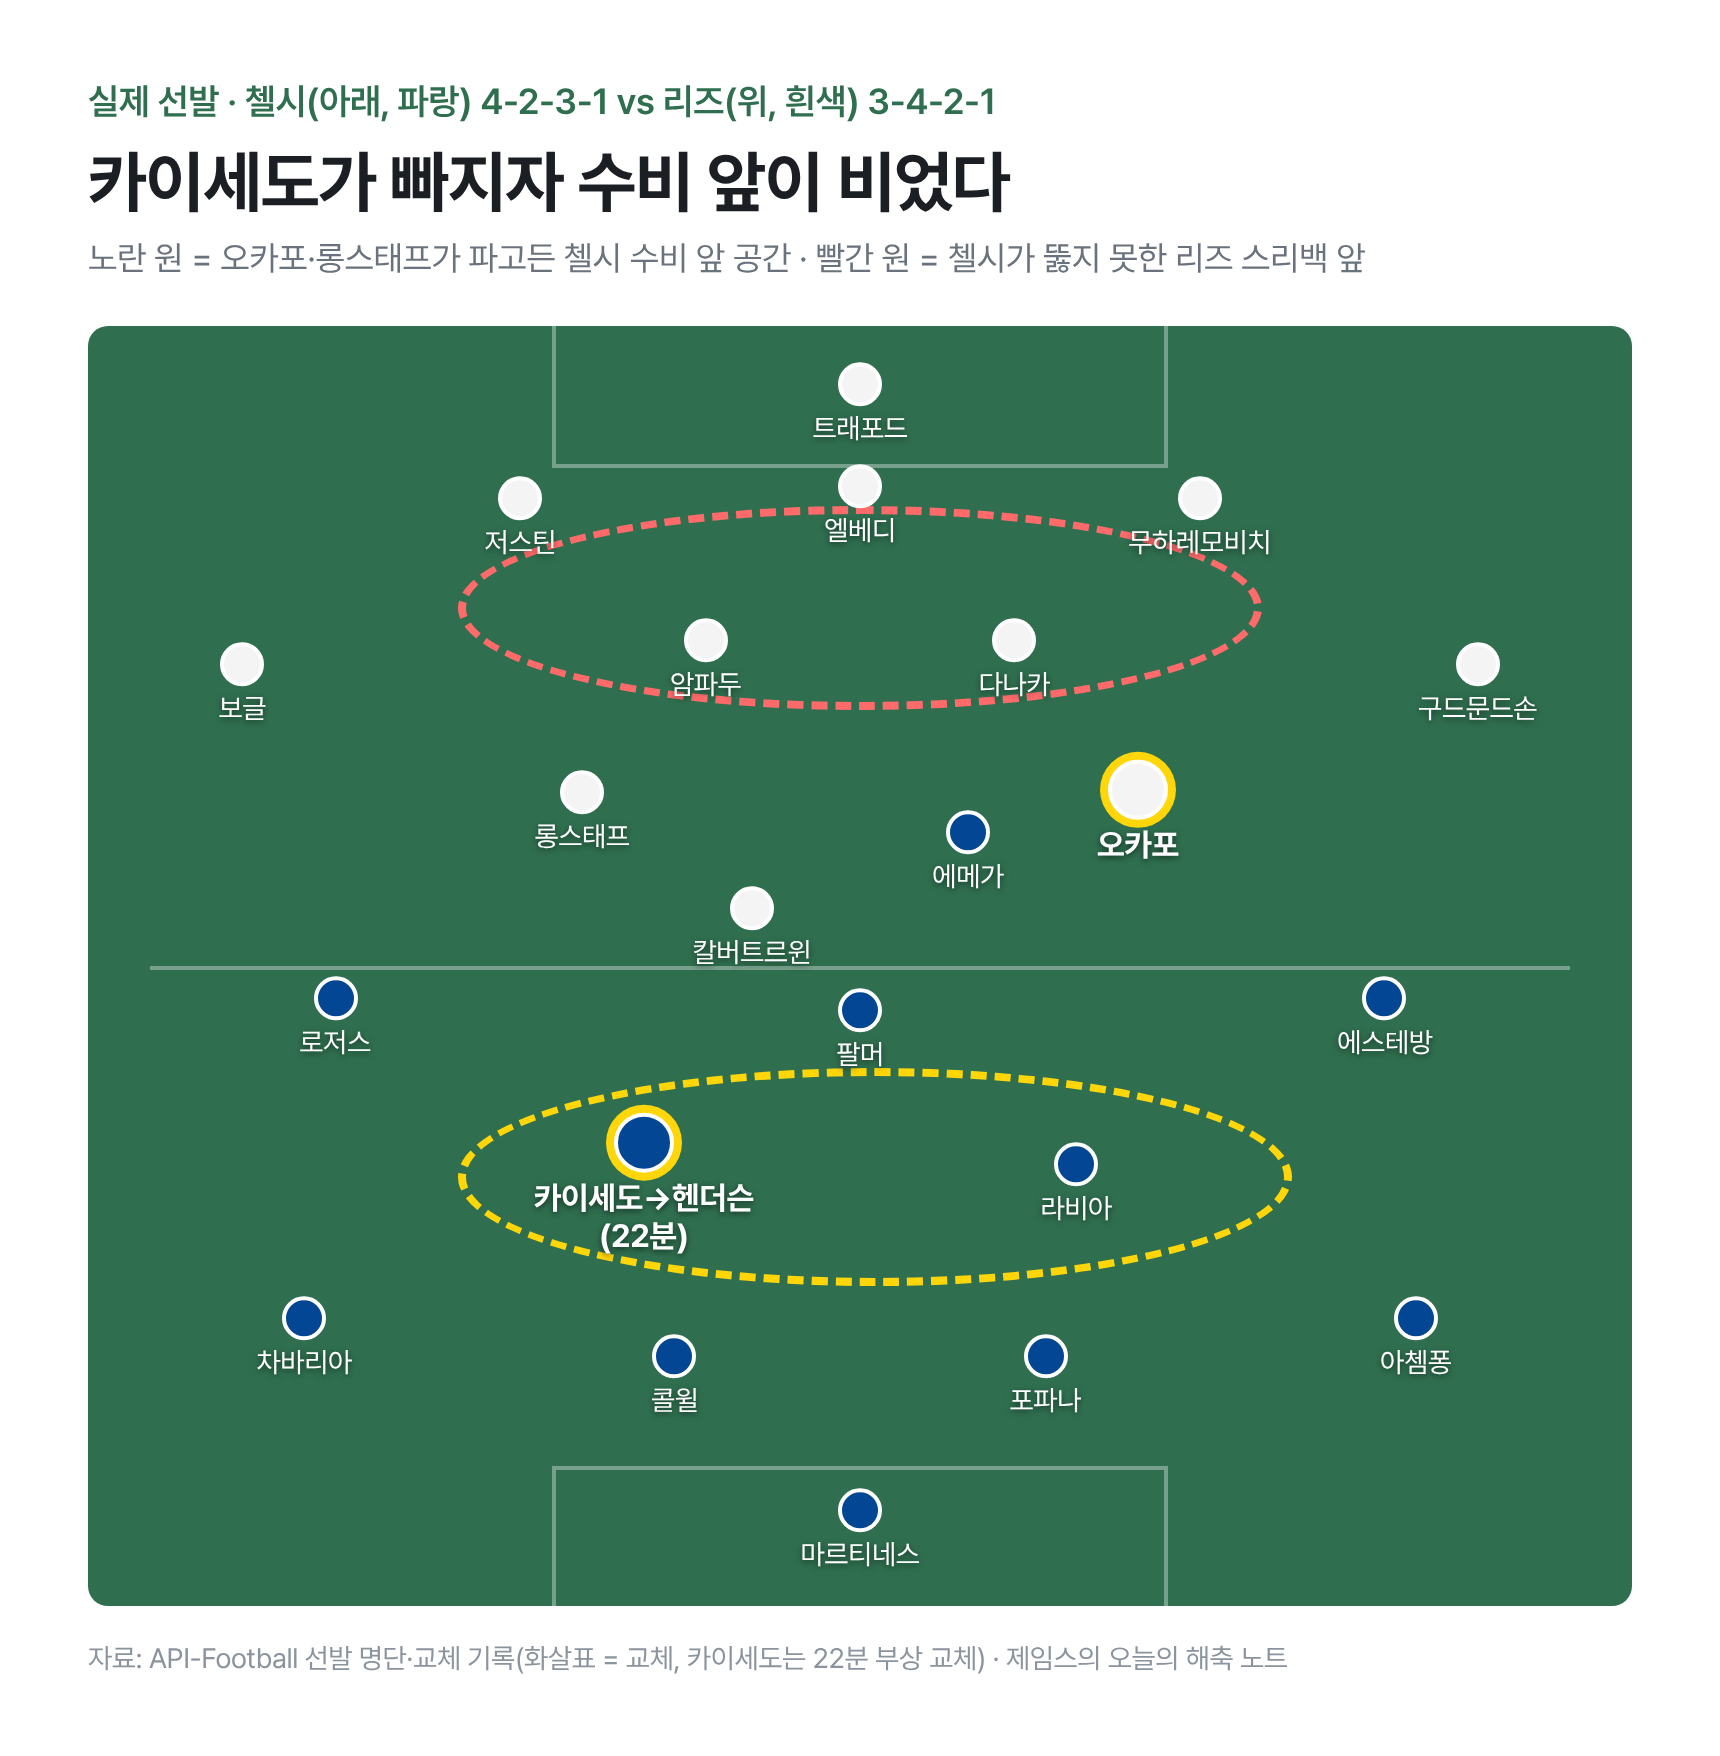 실제 선발 · 첼시(아래, 파랑) 4-2-3-1 vs 리즈(위, 흰색) 3-4-2-1
카이세도가 빠지자 수비 앞이 비었다
노란 원 = 오카포·롱스태프가 파고든 첼시 수비 앞 공간 · 빨간 원 = 첼시가 뚫지 못한 리즈 스리백 앞
트래포드
저스틴
엘베디
무하레모비치
암파두
다나카
보글
구드문드손
롱스태프
오카포
에메가
칼버트르윈
로저스
팔머
에스테방
카이세도→헨더슨
(22분)
라비아
차바리아
콜윌
포파나
아챔퐁
마르티네스
자료: API-Football 선발 명단·교체 기록(화살표 = 교체, 카이세도는 22분 부상 교체) · 제임스의 오늘의 해축 노트